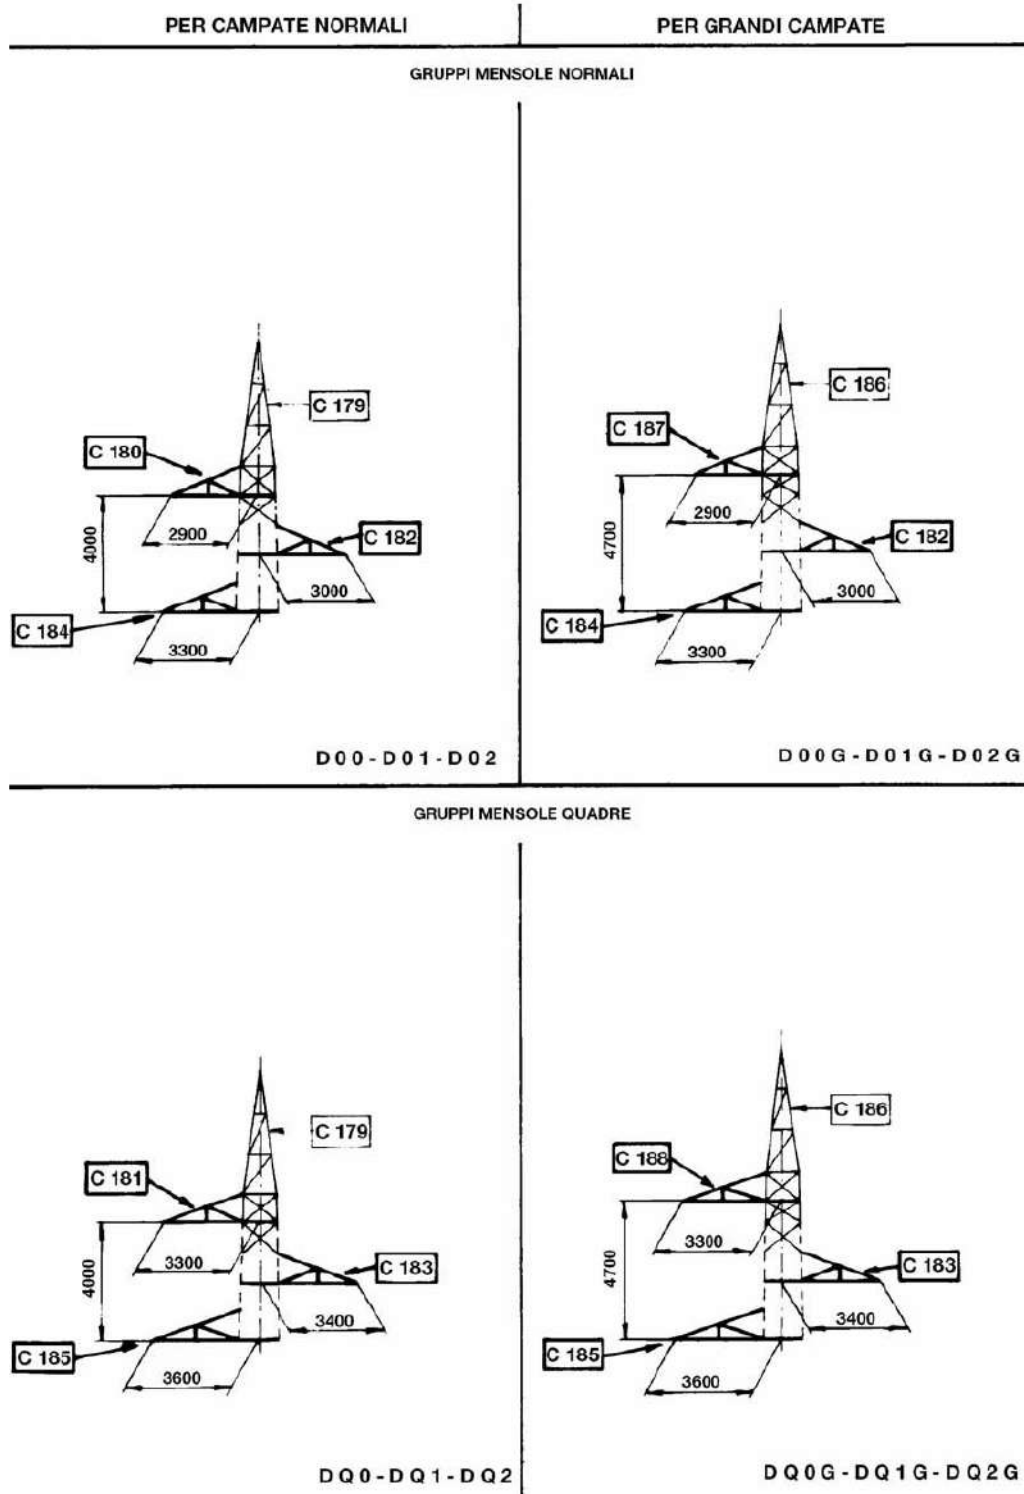 PER CAMPATE NORMALI
PER GRANDI CAMPATE
GRUPPI MENSOLE NORMALI
C 179
C 180
2900
4000
C 182
3000
C 184
3300
D00-D01-D02
C 186
C 187
2900
4700
C 182
3000
C 184
3300
D00G-D01G-D02G
GRUPPI MENSOLE QUADRE
C 179
C 181
3300
4000
C 183
3400
C 185
3600
DQ0-DQ1-DQ2
C 186
C 188
3300
4700
C 183
3400
C 185
3600
DQ0G-DQ1G-DQ2G